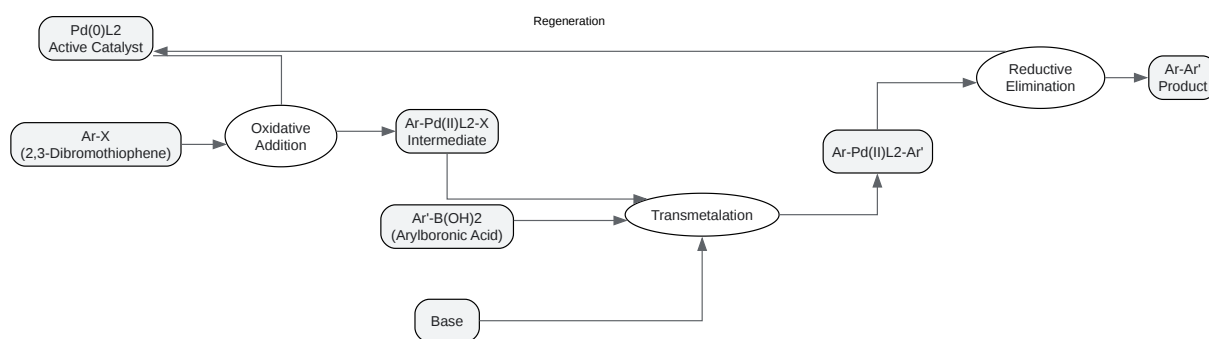 Regeneration
Pd(0)L2
Active Catalyst
Reductive
Elimination
Ar-Ar'
Product
Ar-X
(2,3-Dibromothiophene)
Oxidative
Addition
Ar-Pd(II)L2-X
Intermediate
Ar-Pd(II)L2-Ar'
Ar'-B(OH)2
(Arylboronic Acid)
Transmetalation
Base